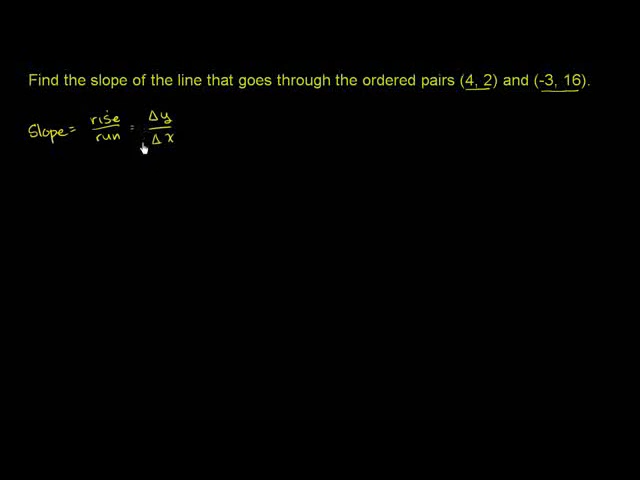 Find the slope of the line that goes through the ordered pairs (4, 2) and (-3, 16).
Slope = rise/run = Δy/Δx